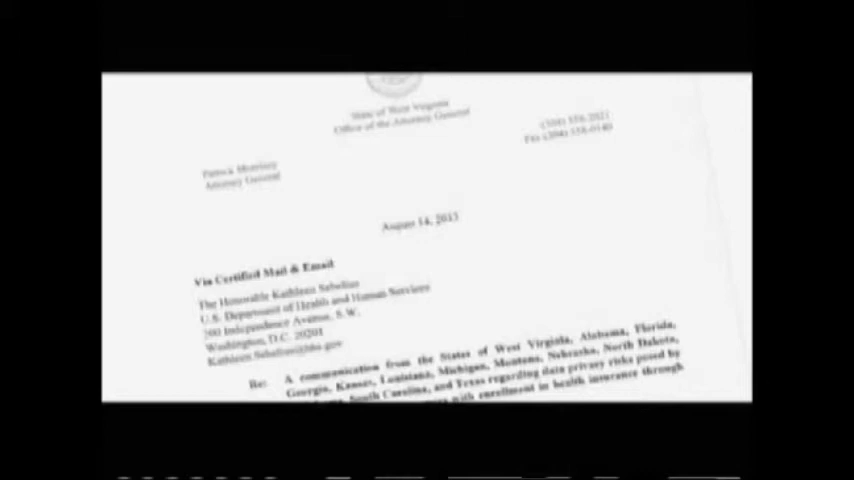 State of West Virginia
Office of the Attorney General
(304) 558-2021
Fax (304) 558-0140
Patrick Morrisey
Attorney General
August 14, 2013
Via Certified Mail & Email
The Honorable Kathleen Sebelius
U.S. Department of Health and Human Services
200 Independence Avenue, S.W.
Washington, D.C. 20201
Kathleen.Sebelius@hhs.gov
Re: A communication from the States of West Virginia, Alabama, Florida,
Georgia, Kansas, Louisiana, Michigan, Montana, Nebraska, North Dakota,
South Carolina, and Texas regarding data privacy risks posed by
with enrollment in health insurance through